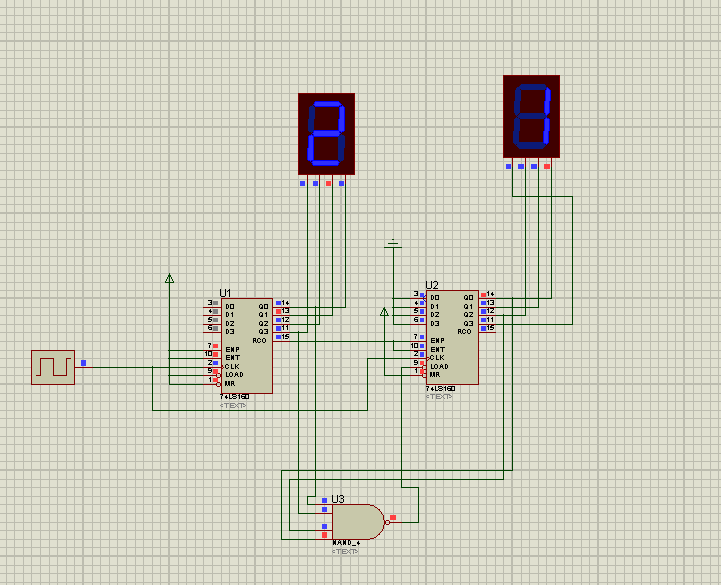 2
1
U1
3 D0 Q0 14
4 D1 Q1 13
5 D2 Q2 12
6 D3 Q3 11
RCO 15
7 ENP
10 ENT
2 CLK
9 LOAD
1 MR
74LS160
<TEXT>
U2
3 D0 Q0 14
4 D1 Q1 13
5 D2 Q2 12
6 D3 Q3 11
RCO 15
7 ENP
10 ENT
2 CLK
9 LOAD
1 MR
74LS160
<TEXT>
U3
NAND_4
<TEXT>